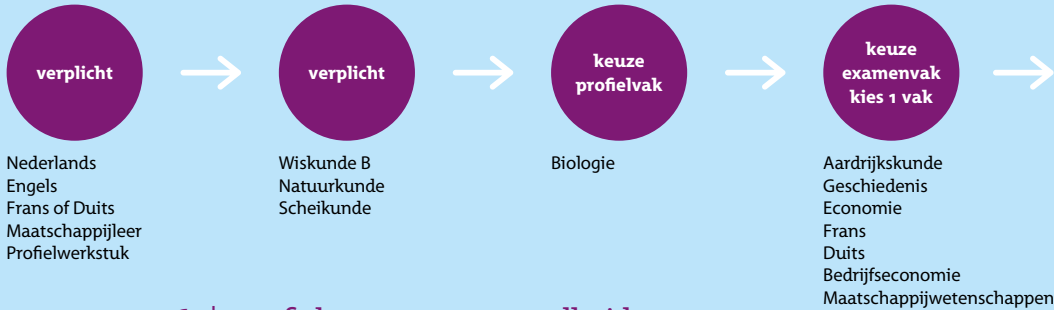 verplicht
Nederlands
Engels
Frans of Duits
Maatschappijleer
Profielwerkstuk
verplicht
Wiskunde B
Natuurkunde
Scheikunde
keuze
profielvak
Biologie
keuze
examenvak
kies 1 vak
Aardrijkskunde
Geschiedenis
Economie
Frans
Duits
Bedrijfseconomie
Maatschappijwetenschappen